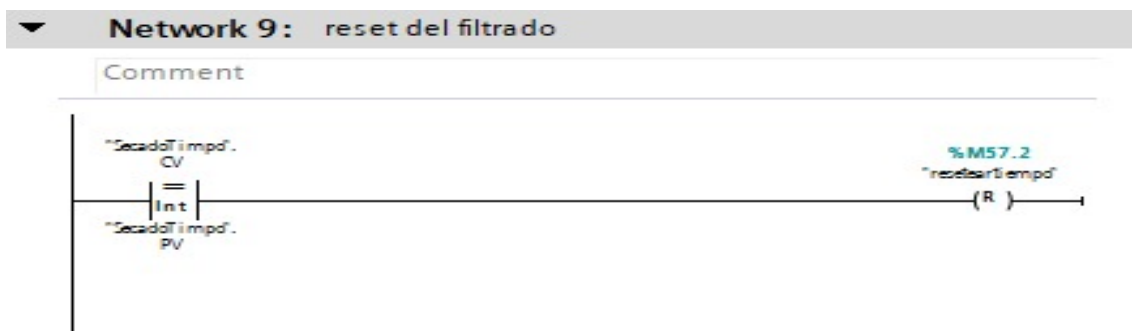 Network 9: reset del filtrado
Comment
"SecadoTimpo".
CV
==
Int
"SecadoTimpo".
PV
%M57.2
"reseteartiempo"
(R)